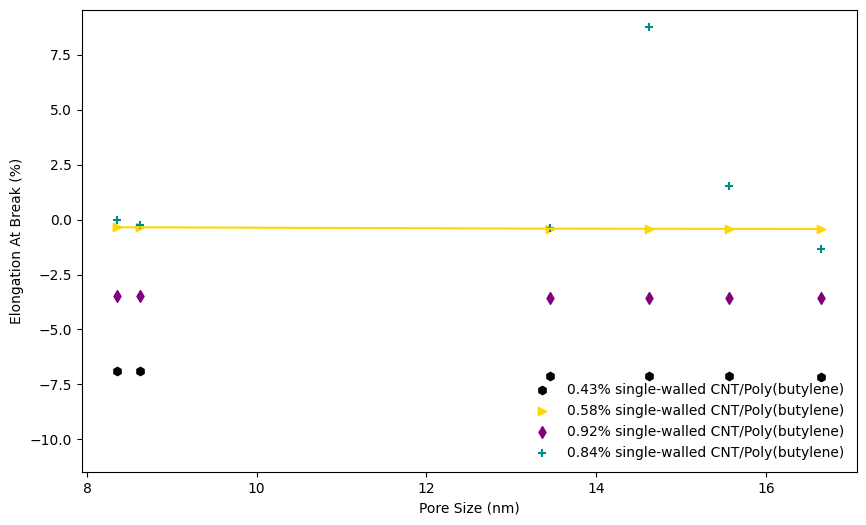 7.5
5.0
2.5
0.0
−2.5
−5.0
−7.5
−10.0
Elongation At Break (%)
8
10
12
14
16
Pore Size (nm)
0.43% single-walled CNT/Poly(butylene)
0.58% single-walled CNT/Poly(butylene)
0.92% single-walled CNT/Poly(butylene)
0.84% single-walled CNT/Poly(butylene)